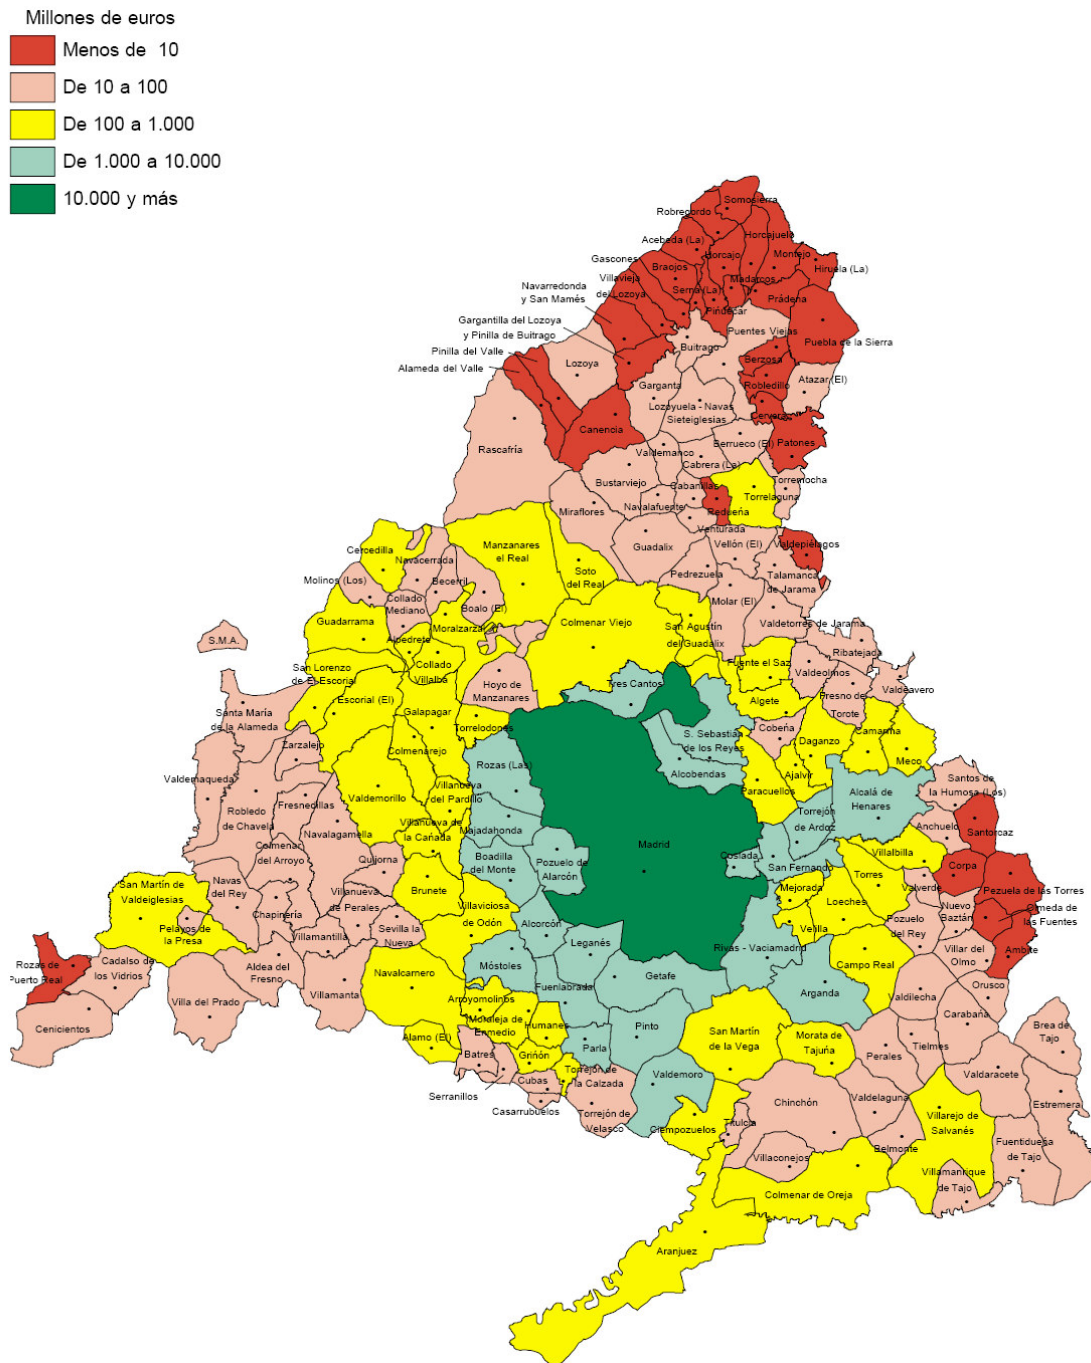 Millones de euros
Menos de 10
De 10 a 100
De 100 a 1.000
De 1.000 a 10.000
10.000 y más
Somosierra
Robregordo
Horcajuelo
Acebeda (La)
Horcajo
Montejo
Gascones
Braojos
Hiruela (La)
Villavieja
del Lozoya
Madarcos
Serna (La)
Prádena
Navarredonda
y San Mamés
Piñuécar
Gargantilla del Lozoya
y Pinilla de Buitrago
Puentes Viejas
Puebla de la Sierra
Buitrago
Pinilla del Valle
Lozoya
Berzosa
Alameda del Valle
Robledillo
Atazar (El)
Garganta
Lozoyuela - Navas
Sieteiglesias
Cervera
Canencia
Rascafría
Valdemanco
Berrueco (El)
Patones
Cabrera (La)
Bustarviejo
Cabanillas
Torremocha
Torrelaguna
Navalafuente
Redueña
Miraflores
Venturada
Guadalix
Vellón (El)
Valdepiélagos
Cercedilla
Navacerrada
Manzanares
el Real
Soto
del Real
Pedrezuela
Talamanca
de Jarama
Molinos (Los)
Becerril
Collado
Mediano
Boalo (El)
Molar (El)
Guadarrama
Moralzarzal
Colmenar Viejo
San Agustín
del Guadalix
Valdetorres de Jarama
Alpedrete
S.M.A.
Ribatejada
San Lorenzo
de El Escorial
Collado
Villalba
Fuente el Saz
Valdeolmos
Hoyo de
Manzanares
Tres Cantos
Valdeavero
Escorial (El)
Algete
Fresno de
Torote
Santa María
de la Alameda
Galapagar
Torrelodones
S. Sebastián
de los Reyes
Cobeña
Daganzo
Camarma
Zarzalejo
Colmenarejo
Meco
Rozas (Las)
Alcobendas
Ajalvir
Valdemaqueda
Fresnedillas
Valdemorillo
Villanueva
del Pardillo
Paracuellos
Alcalá de
Henares
Santos de
la Humosa (Los)
Robledo
de Chavela
Navalagamella
Villanueva de
la Cañada
Majadahonda
Torrejón
de Ardoz
Anchuelo
Santorcaz
Colmenar
del Arroyo
Madrid
Quijorna
Boadilla
del Monte
Pozuelo de
Alarcón
Coslada
San Fernando
Villalbilla
Corpa
San Martín de
Valdeiglesias
Navas
del Rey
Villanueva
de Perales
Brunete
Torres
Valverde
Pezuela de las Torres
Mejorada
Loeches
Chapinería
Villaviciosa
de Odón
Nuevo
Baztán
Olmeda de
las Fuentes
Pelayos de
la Presa
Sevilla la
Nueva
Alcorcón
Velilla
Pozuelo
del Rey
Villamantilla
Leganés
Rivas - Vaciamadrid
Villar del
Olmo
Ambite
Rozas de
Puerto Real
Cadalso de
los Vidrios
Aldea del
Fresno
Navalcarnero
Móstoles
Getafe
Campo Real
Villa del Prado
Villamanta
Fuenlabrada
Arganda
Orusco
Arroyomolinos
Valdilecha
Cenicientos
Moraleja de
Enmedio
Humanes
Pinto
Carabaña
Brea de
Tajo
Alamo (El)
San Martín
de la Vega
Morata de
Tajuña
Tielmes
Griñón
Parla
Perales
Batres
Torrejón de
la Calzada
Valdemoro
Valdaracete
Serranillos
Cubas
Casarrubuelos
Valdelaguna
Estremera
Torrejón de
Velasco
Chinchón
Villarejo de
Salvanés
Ciempozuelos
Titulcia
Belmonte
Fuentidueña
de Tajo
Villaconejos
Villamanrique
de Tajo
Colmenar de Oreja
Aranjuez